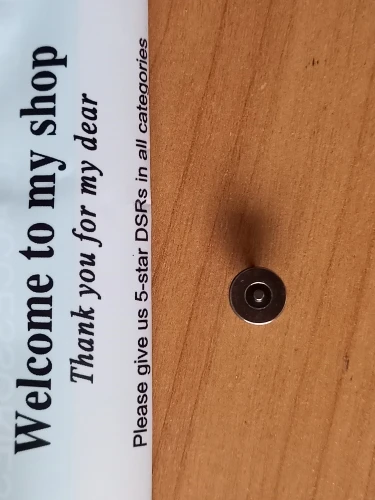 Welcome to my shop
Thank you for my dear
Please give us 5-star DSRs in all categories